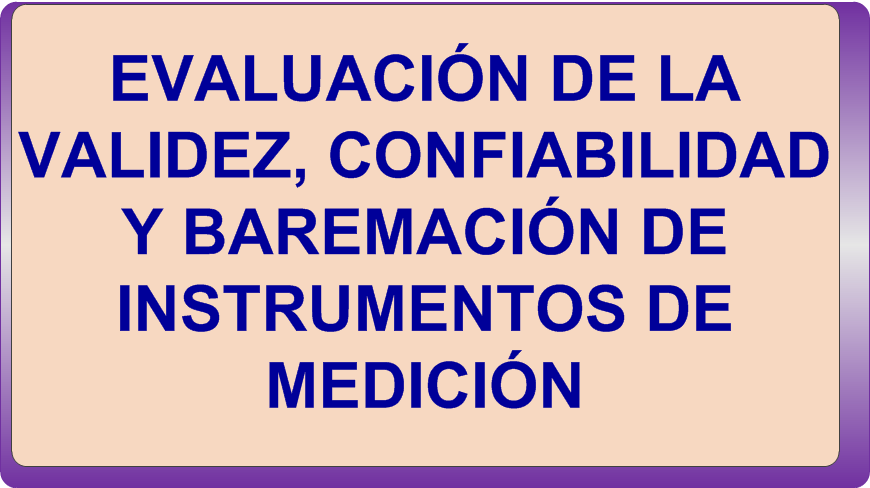 EVALUACIÓN DE LA
VALIDEZ, CONFIABILIDAD
Y BAREMACIÓN DE
INSTRUMENTOS DE
MEDICIÓN